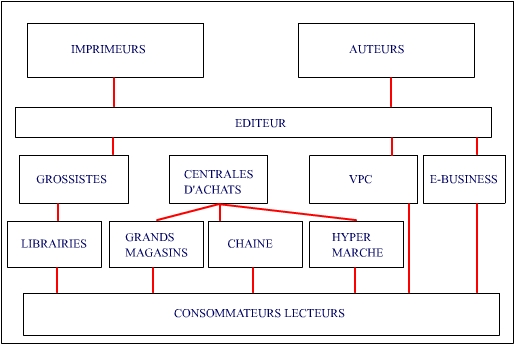 IMPRIMEURS
AUTEURS
EDITEUR
GROSSISTES
CENTRALES
D'ACHATS
VPC
E-BUSINESS
LIBRAIRIES
GRANDS
MAGASINS
CHAINE
HYPER
MARCHE
CONSOMMATEURS LECTEURS